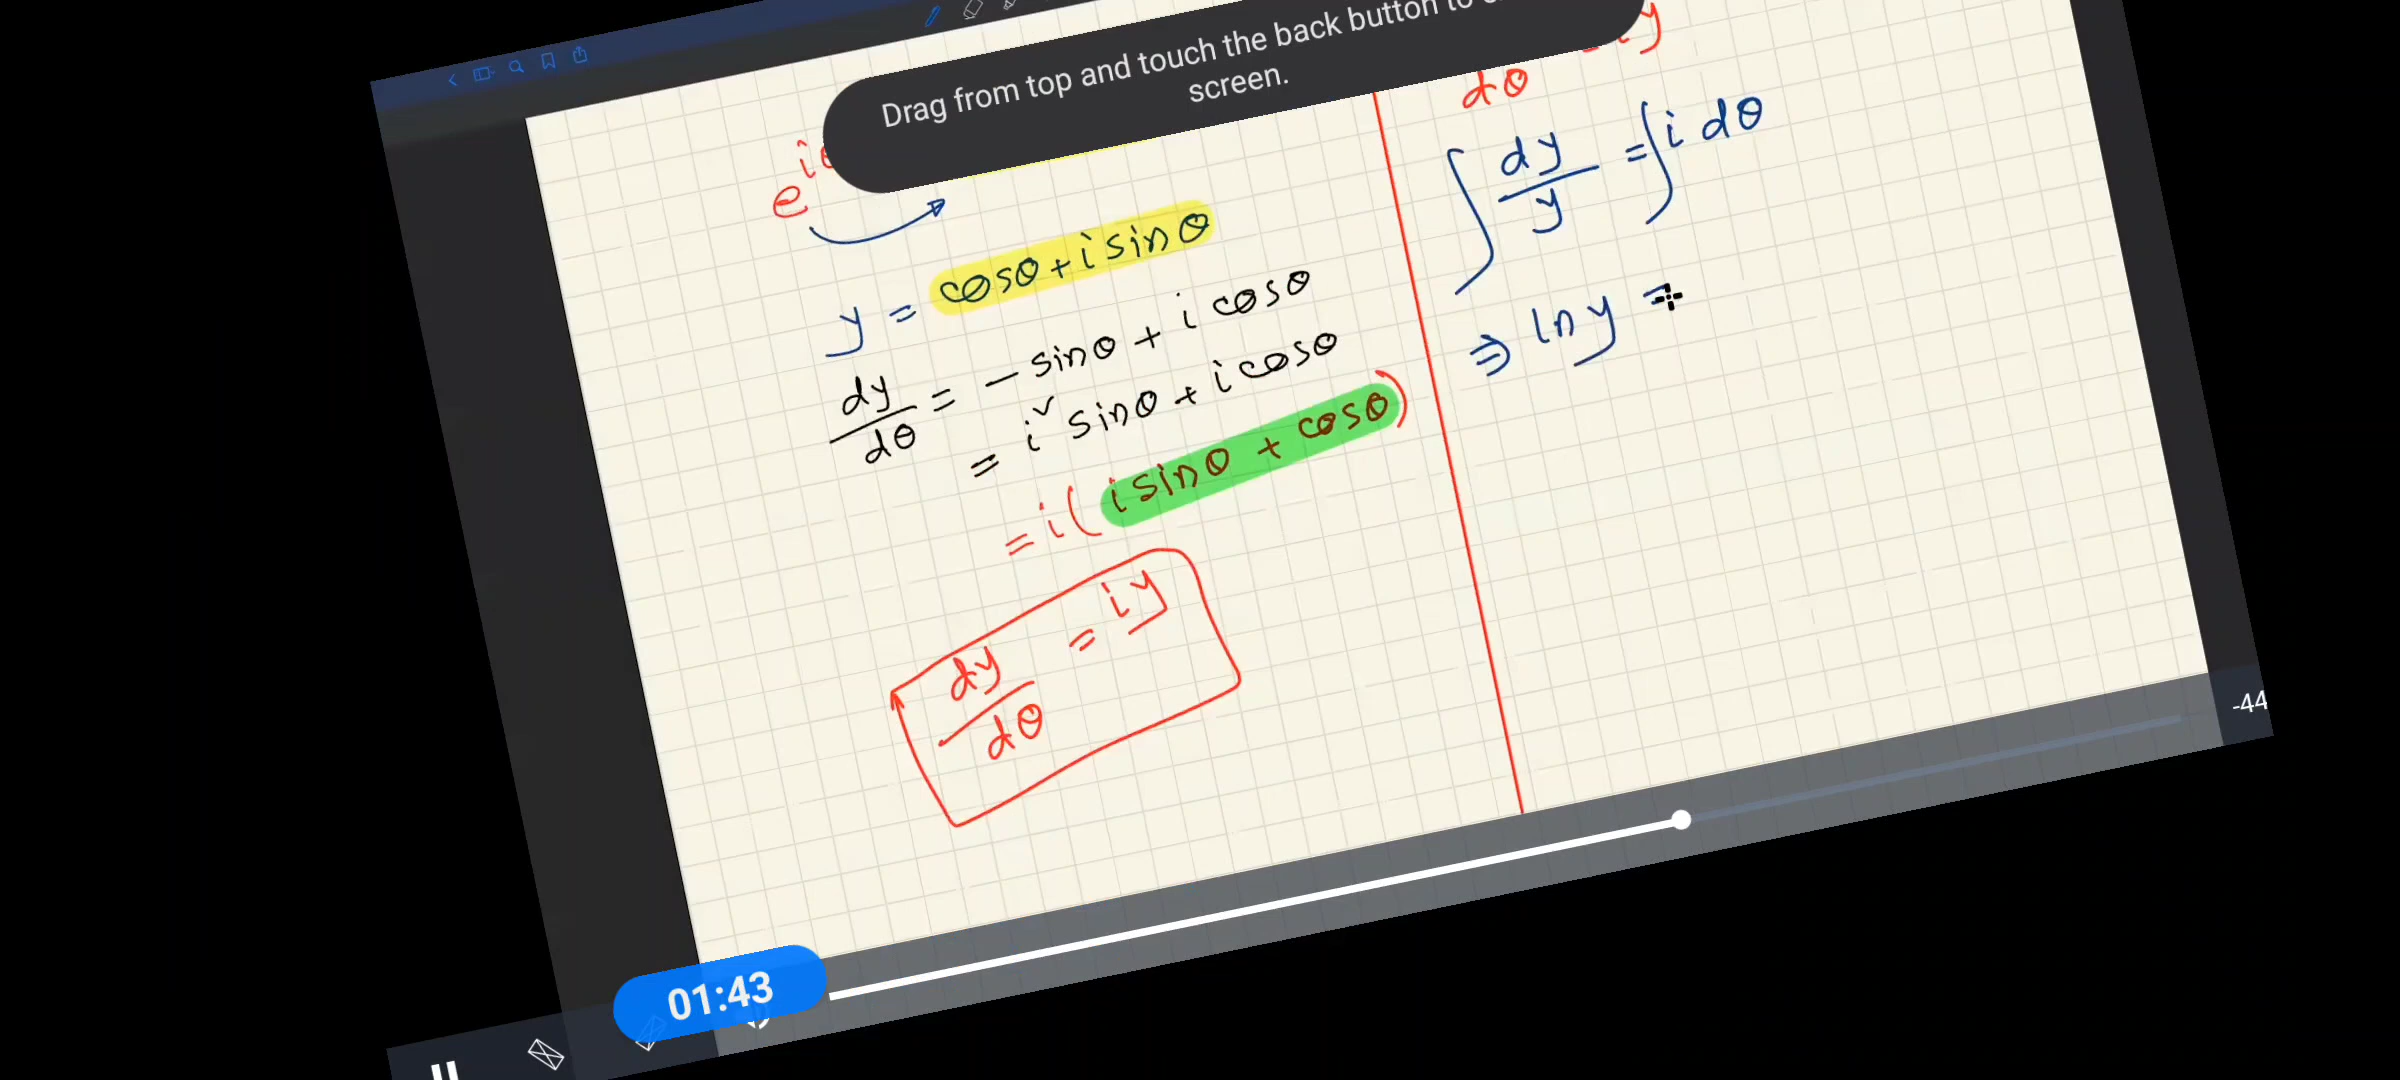 Drag from top and touch the back button to
screen.
e^i
y = cosθ + i sinθ
dy/dθ = - sinθ + i cosθ
= i² sinθ + i cosθ
= i( i sinθ + cosθ )
dy/dθ = iy
dθ
y
∫ dy/y = ∫ i dθ
⇒ ln y =
-44
01:43